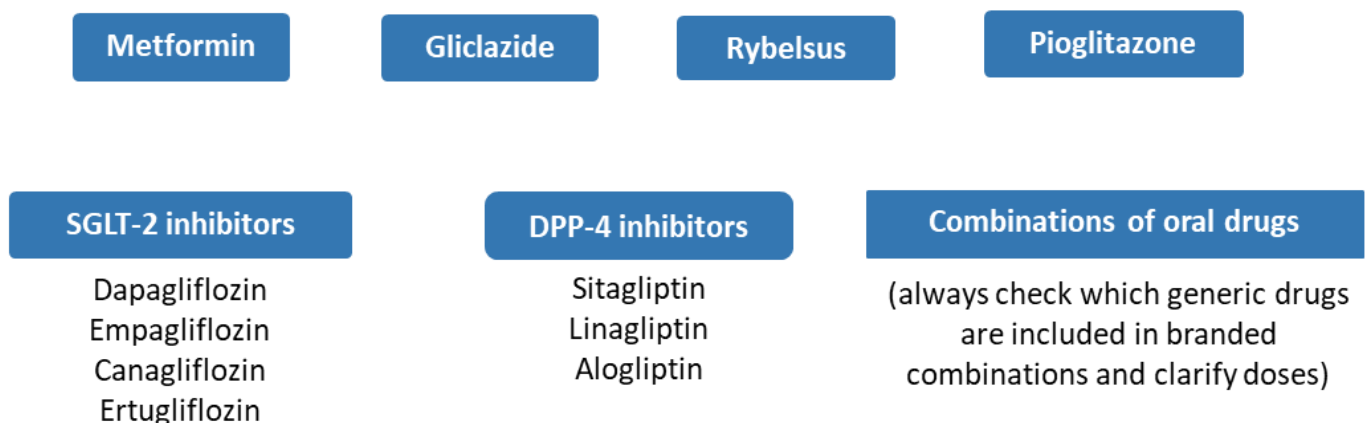 Metformin
Gliclazide
Rybelsus
Pioglitazone
SGLT-2 inhibitors
Dapagliflozin
Empagliflozin
Canagliflozin
Ertugliflozin
DPP-4 inhibitors
Sitagliptin
Linagliptin
Alogliptin
Combinations of oral drugs
(always check which generic drugs
are included in branded
combinations and clarify doses)